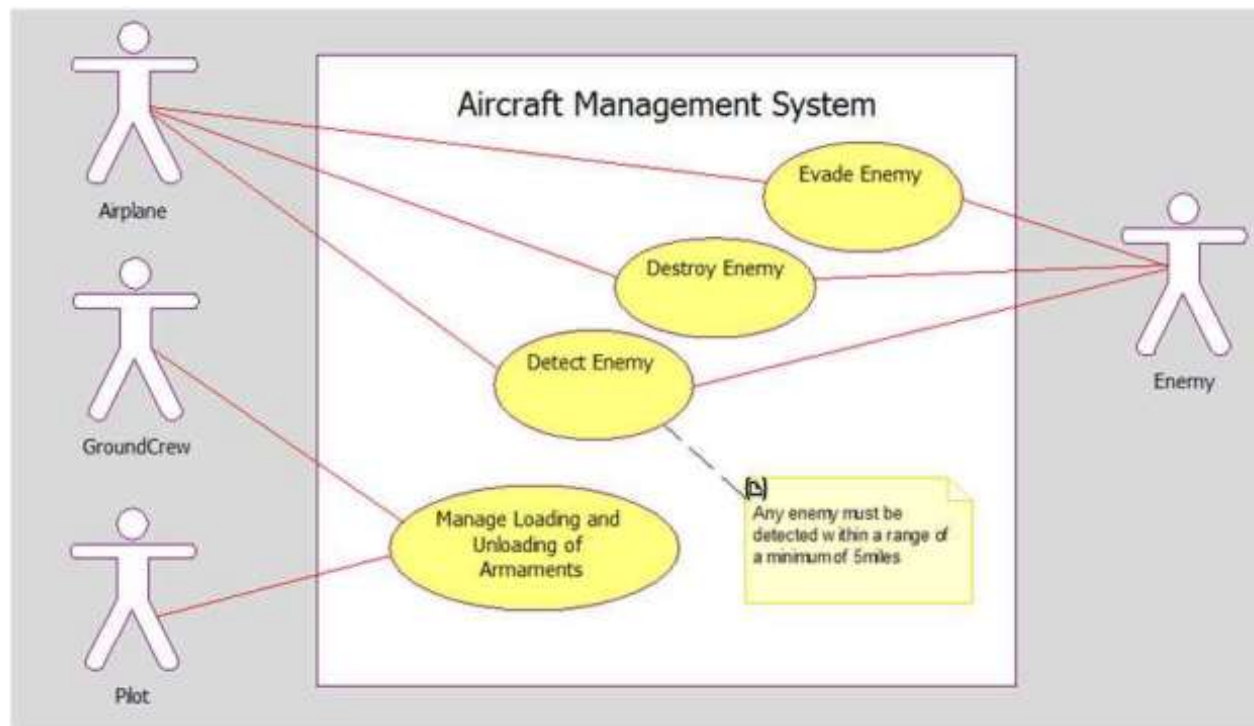 Aircraft Management System
Airplane
Evade Enemy
Destroy Enemy
Enemy
Detect Enemy
GroundCrew
Manage Loading and
Unloading of
Armaments
Any enemy must be
detected within a range of
a minimum of 5miles
Pilot